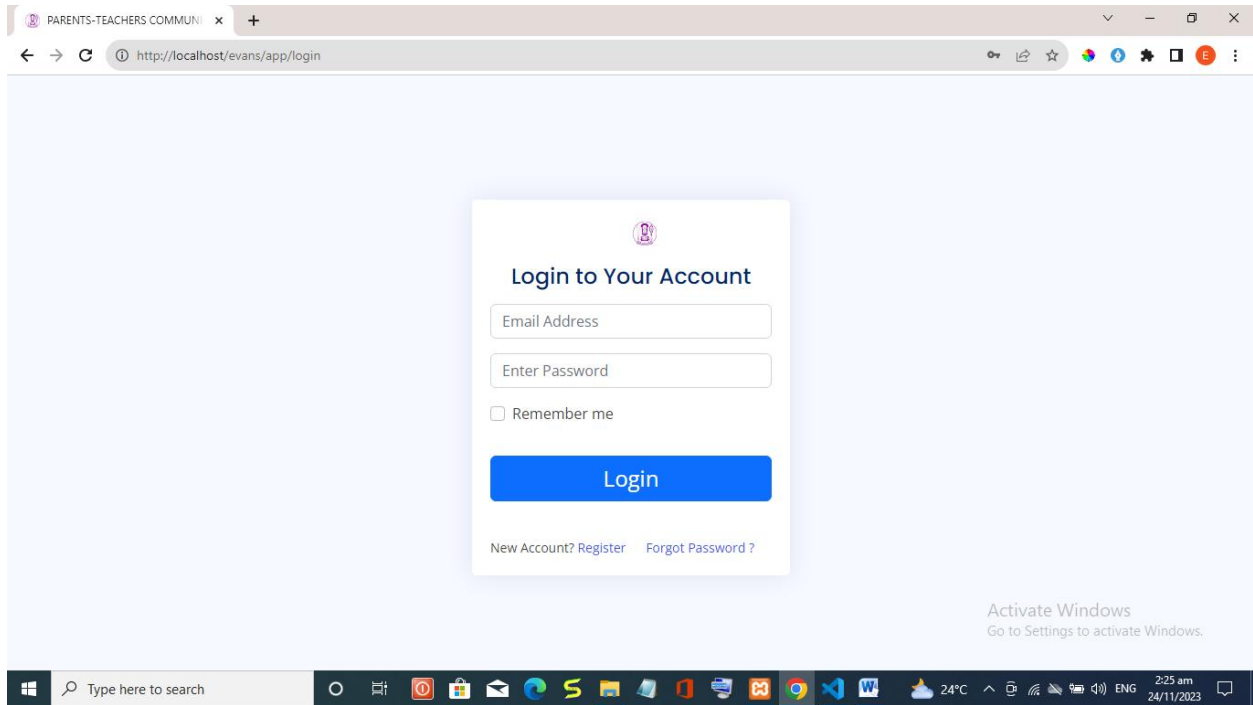 PARENTS-TEACHERS COMMUNI
http://localhost/evans/app/login
E
Login to Your Account
Email Address
Enter Password
Remember me
Login
New Account? Register Forgot Password ?
Activate Windows
Go to Settings to activate Windows.
Type here to search
24°C
ENG
2:25 am
24/11/2023